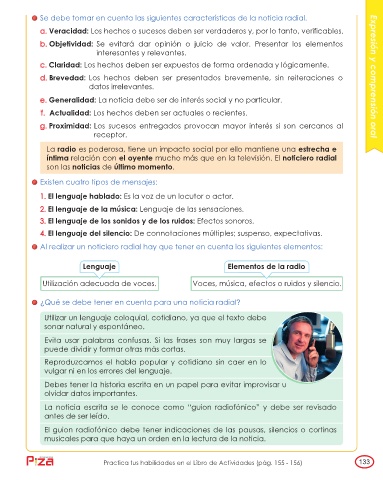 Se debe tomar en cuenta las siguientes características de la noticia radial.
a. Veracidad: Los hechos o sucesos deben ser verdaderos y, por lo tanto, verificables.
b. Objetividad: Se evitará dar opinión o juicio de valor. Presentar los elementos
interesantes y relevantes.
c. Claridad: Los hechos deben ser expuestos de forma ordenada y lógicamente.
d. Brevedad: Los hechos deben ser presentados brevemente, sin reiteraciones o
datos irrelevantes.
e. Generalidad: La noticia debe ser de interés social y no particular.
f. Actualidad: Los hechos deben ser actuales o recientes.
g. Proximidad: Los sucesos entregados provocan mayor interés si son cercanos al
receptor.
La radio es poderosa, tiene un impacto social por ello mantiene una estrecha e
íntima relación con el oyente mucho más que en la televisión. El noticiero radial
son las noticias de último momento.
Existen cuatro tipos de mensajes:
1. El lenguaje hablado: Es la voz de un locutor o actor.
2. El lenguaje de la música: Lenguaje de las sensaciones.
3. El lenguaje de los sonidos y de los ruidos: Efectos sonoros.
4. El lenguaje del silencio: De connotaciones múltiples; suspenso, expectativas.
Al realizar un noticiero radial hay que tener en cuenta los siguientes elementos:
Lenguaje
Elementos de la radio
Utilización adecuada de voces.
Voces, música, efectos o ruidos y silencio.
¿Qué se debe tener en cuenta para una noticia radial?
Utilizar un lenguaje coloquial, cotidiano, ya que el texto debe
sonar natural y espontáneo.
Evita usar palabras confusas. Si las frases son muy largas se
puede dividir y formar otras más cortas.
Reproduzcamos el habla popular y cotidiano sin caer en lo
vulgar ni en los errores del lenguaje.
Debes tener la historia escrita en un papel para evitar improvisar u
olvidar datos importantes.
La noticia escrita se le conoce como "guion radiofónico" y debe ser revisado
antes de ser leído.
El guion radiofónico debe tener indicaciones de las pausas, silencios o cortinas
musicales para que haya un orden en la lectura de la noticia.
Expresión y comprensión oral
Practica tus habilidades en el Libro de Actividades (pág. 155 - 156)
133